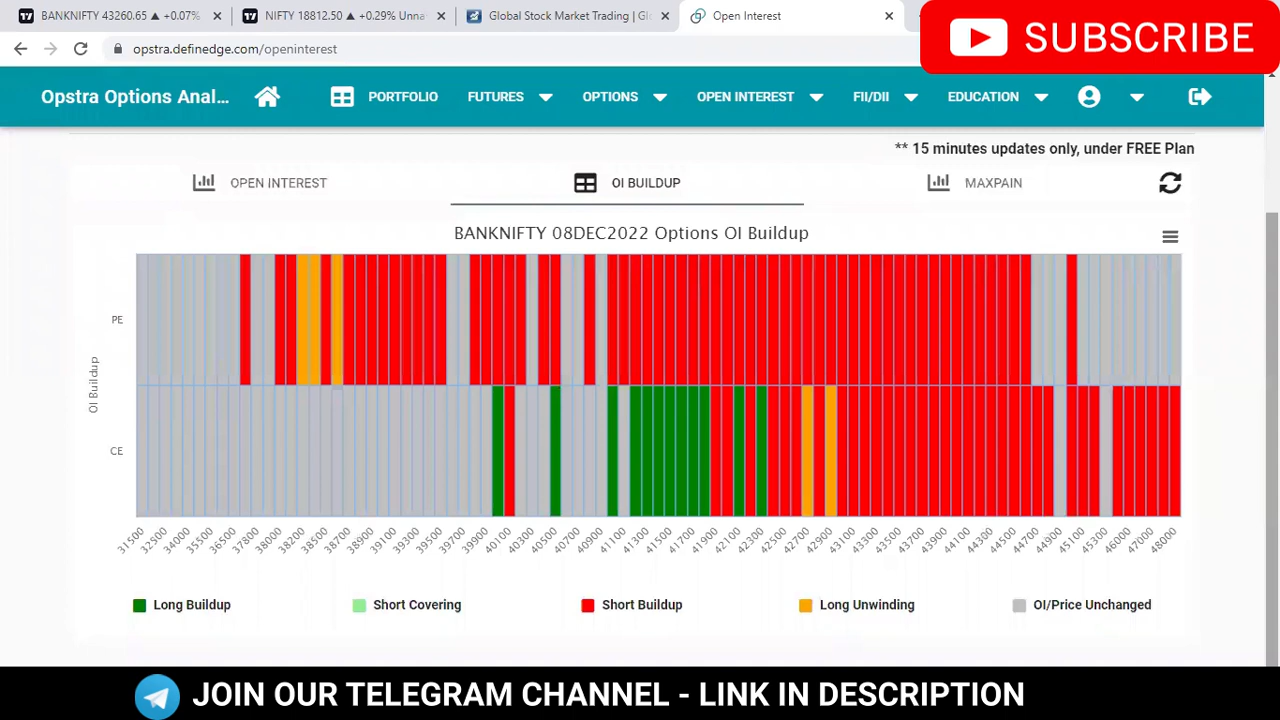 BANKNIFTY 43260.65 ▲ +0.07%
NIFTY 18812.50 ▲ +0.29% Unna
Global Stock Market Trading | Gl
Open Interest
SUBSCRIBE
opstra.definedge.com/openinterest
Opstra Options Anal...
PORTFOLIO
FUTURES
OPTIONS
OPEN INTEREST
FII/DII
EDUCATION
** 15 minutes updates only, under FREE Plan
OPEN INTEREST
OI BUILDUP
MAXPAIN
BANKNIFTY 08DEC2022 Options OI Buildup
PE
OI Buildup
CE
31500 32500 34000 35500 36500 37800 38000 38200 38500 38700 38900 39100 39300 39500 39700 39900 40100 40300 40500 40700 40900 41100 41300 41500 41700 41900 42100 42300 42500 42700 42900 43100 43300 43500 43700 43900 44100 44300 44500 44700 44900 45100 45300 46000 47000 48000
Long Buildup
Short Covering
Short Buildup
Long Unwinding
OI/Price Unchanged
JOIN OUR TELEGRAM CHANNEL - LINK IN DESCRIPTION